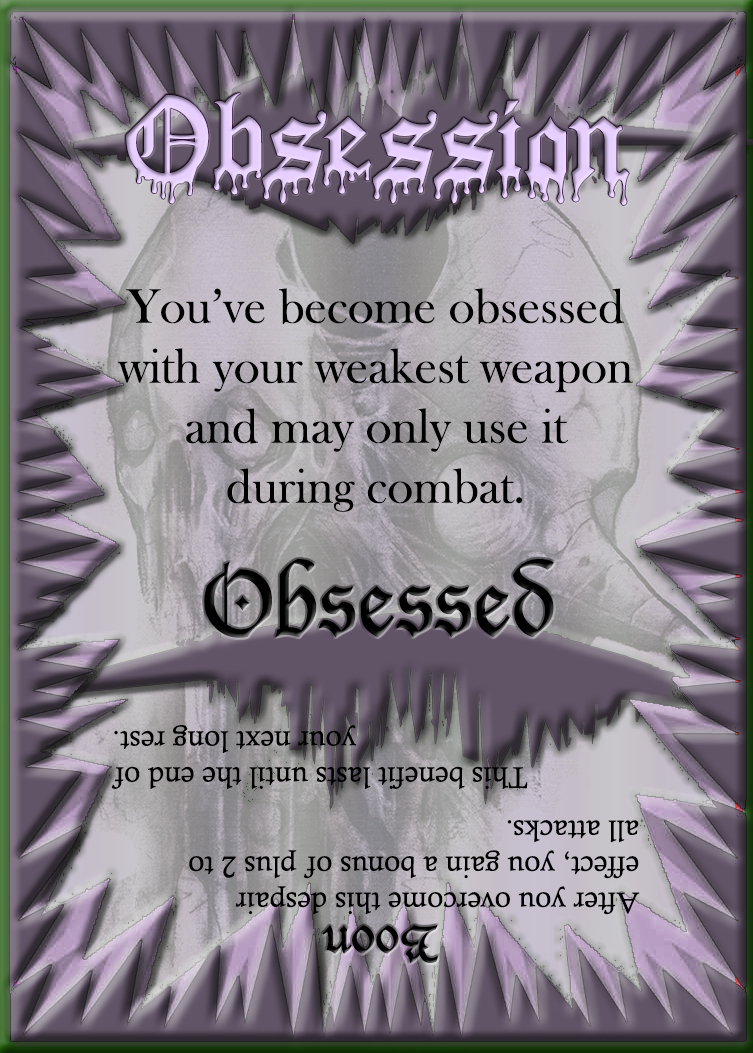 Obsession
You've become obsessed
with your weakest weapon
and may only use it
during combat.
Obsessed
Boon
After you overcome this despair
effect, you gain a bonus of plus 2 to
all attacks.
This benefit lasts until the end of
your next long rest.